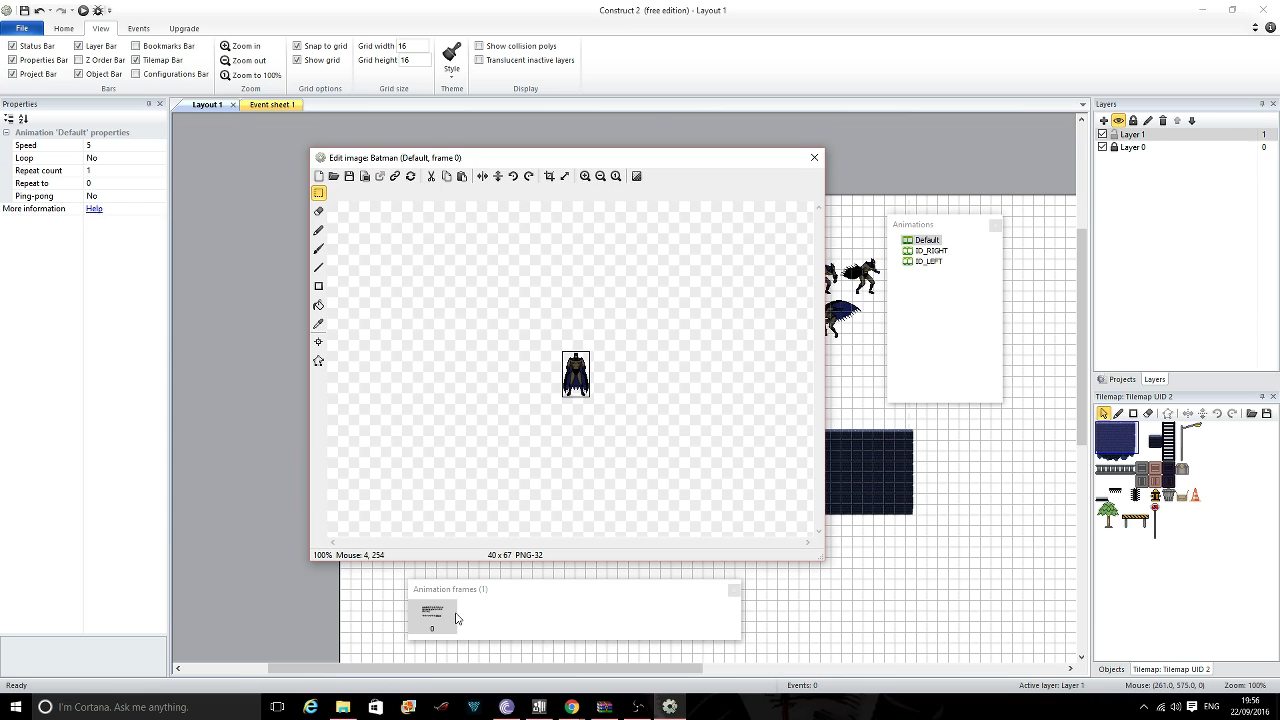 Construct 2 (free edition) - Layout 1
File Home View Events Upgrade
Status Bar Layer Bar Bookmarks Bar Zoom in Snap to grid Grid width 16 Show collision polys
Properties Bar Z Order Bar Tilemap Bar Zoom out Show grid Grid height 16 Translucent inactive layers
Project Bar Object Bar Configurations Bar Zoom to 100% Style
Bars Zoom Grid options Grid size Theme Display
Properties Layout 1 Event sheet 1 Layers
Animation 'Default' properties
Speed 5
Loop No
Repeat count 1
Repeat to 0
Ping-pong No
More information Help
Edit image: Batman (Default, frame 0)
100% Mouse: 4, 254 40 x 67 PNG-32
Animations
Default
ID_RIGHT
ID_LEFT
Animation frames (1)
0
Layer 1 1
Layer 0 0
Projects Layers
Tilemap: Tilemap UID 2
Objects Tilemap: Tilemap UID 2
Ready Events: 0 Active layer: Layer 1 Mouse: (261.0, 575.0, 0) Zoom: 100%
I'm Cortana. Ask me anything. ENG 19:56
22/09/2016